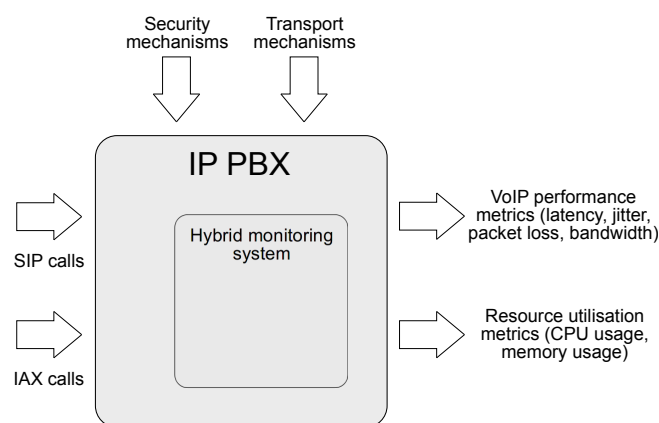 Security
mechanisms
Transport
mechanisms
IP PBX
Hybrid monitoring
system
SIP calls
IAX calls
VoIP performance
metrics (latency, jitter,
packet loss, bandwidth)
Resource utilisation
metrics (CPU usage,
memory usage)